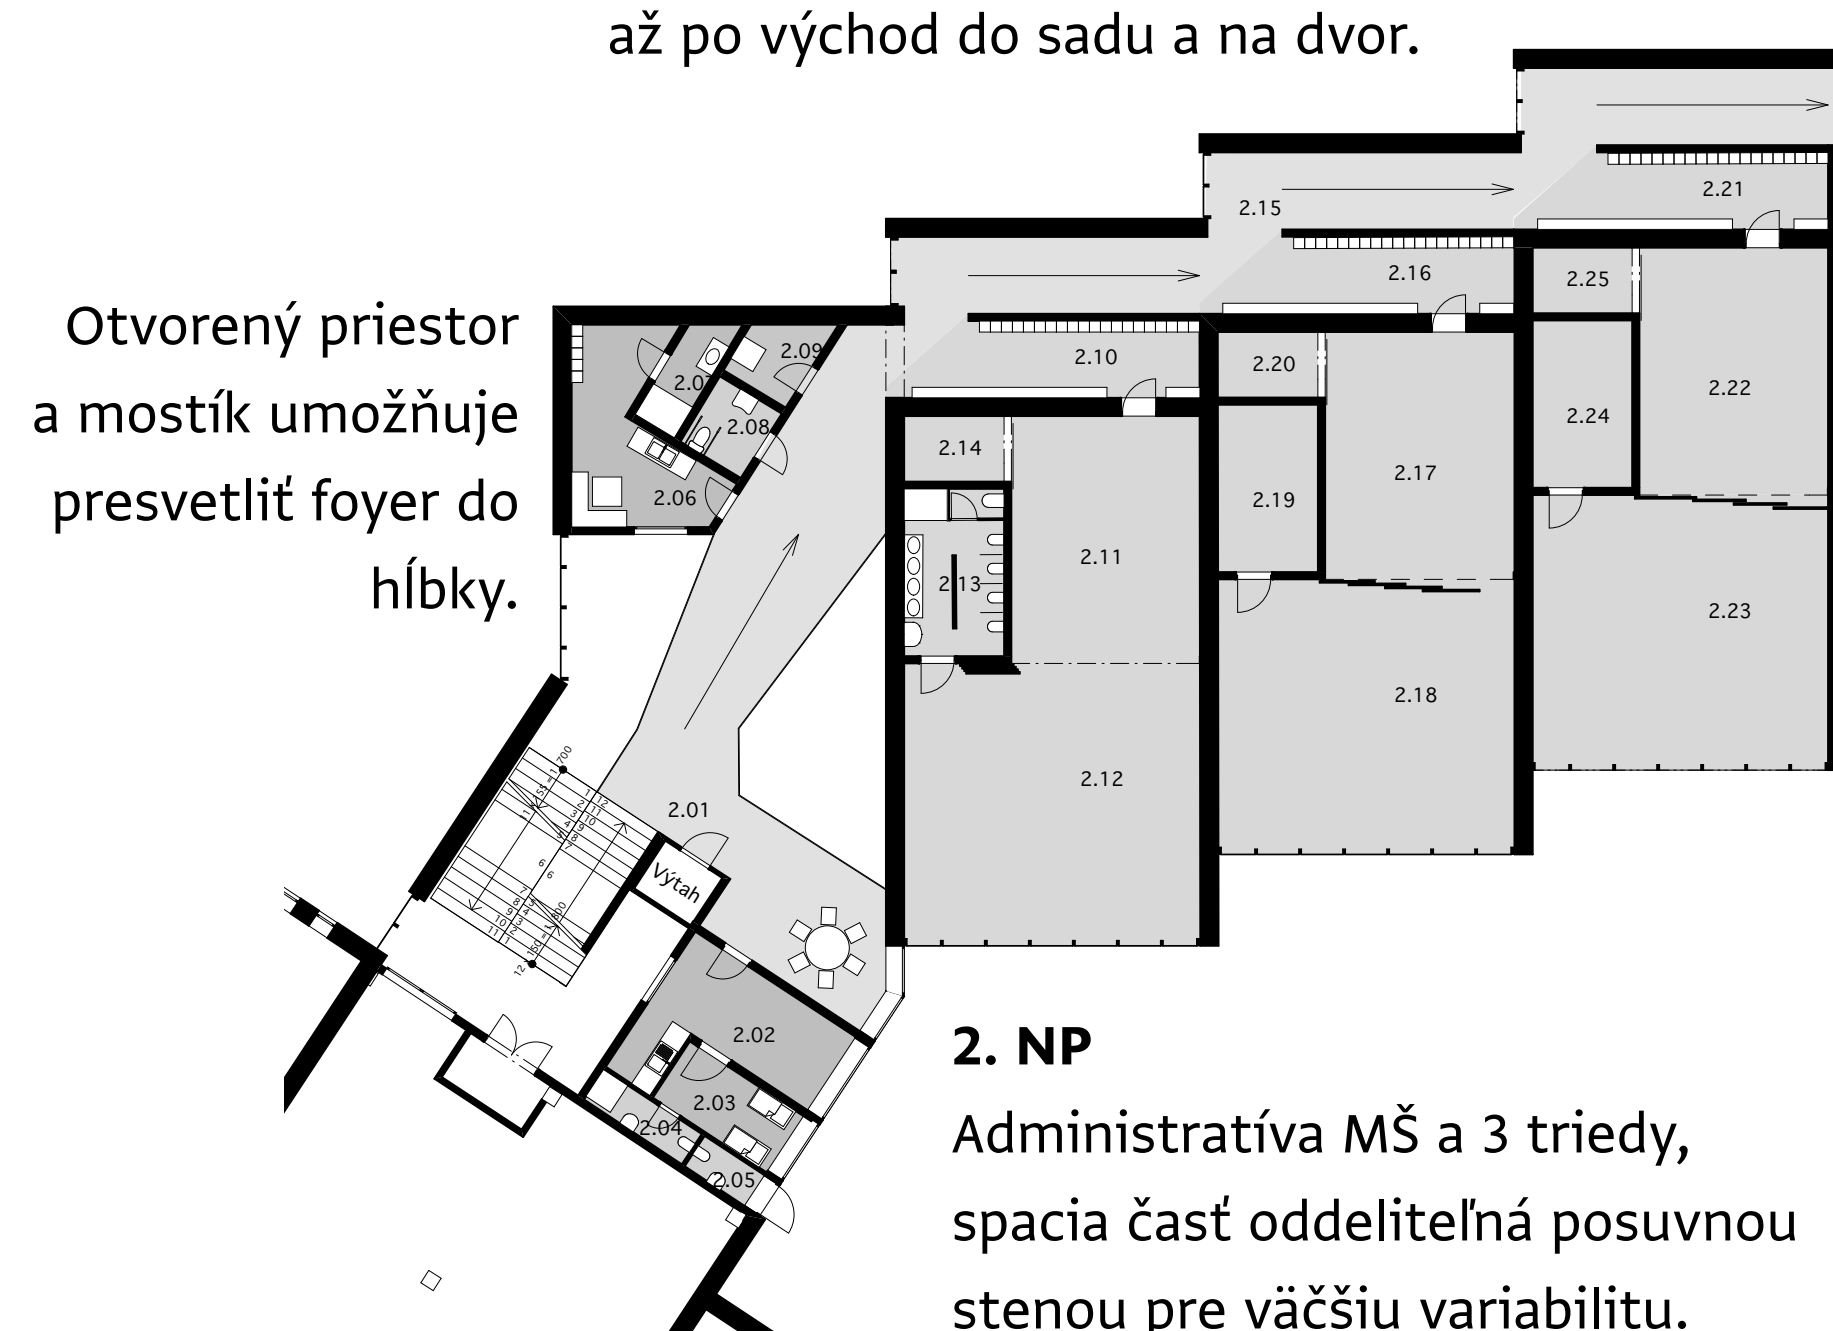 až po východ do sadu a na dvor.
Otvorený priestor
a mostík umožňuje
presvetliť foyer do
hĺbky.
2.21
2.15
2.16
2.25
2.10
2.20
2.09
2.07
2.22
2.24
2.08
2.14
2.17
2.06
2.19
2.11
2.13
2.23
2.18
2.12
2.01
Výtah
2.02
2.03
2.04
2.05
2. NP
Administratíva MŠ a 3 triedy,
spacia časť oddeliteľná posuvnou
stenou pre väčšiu variabilitu.